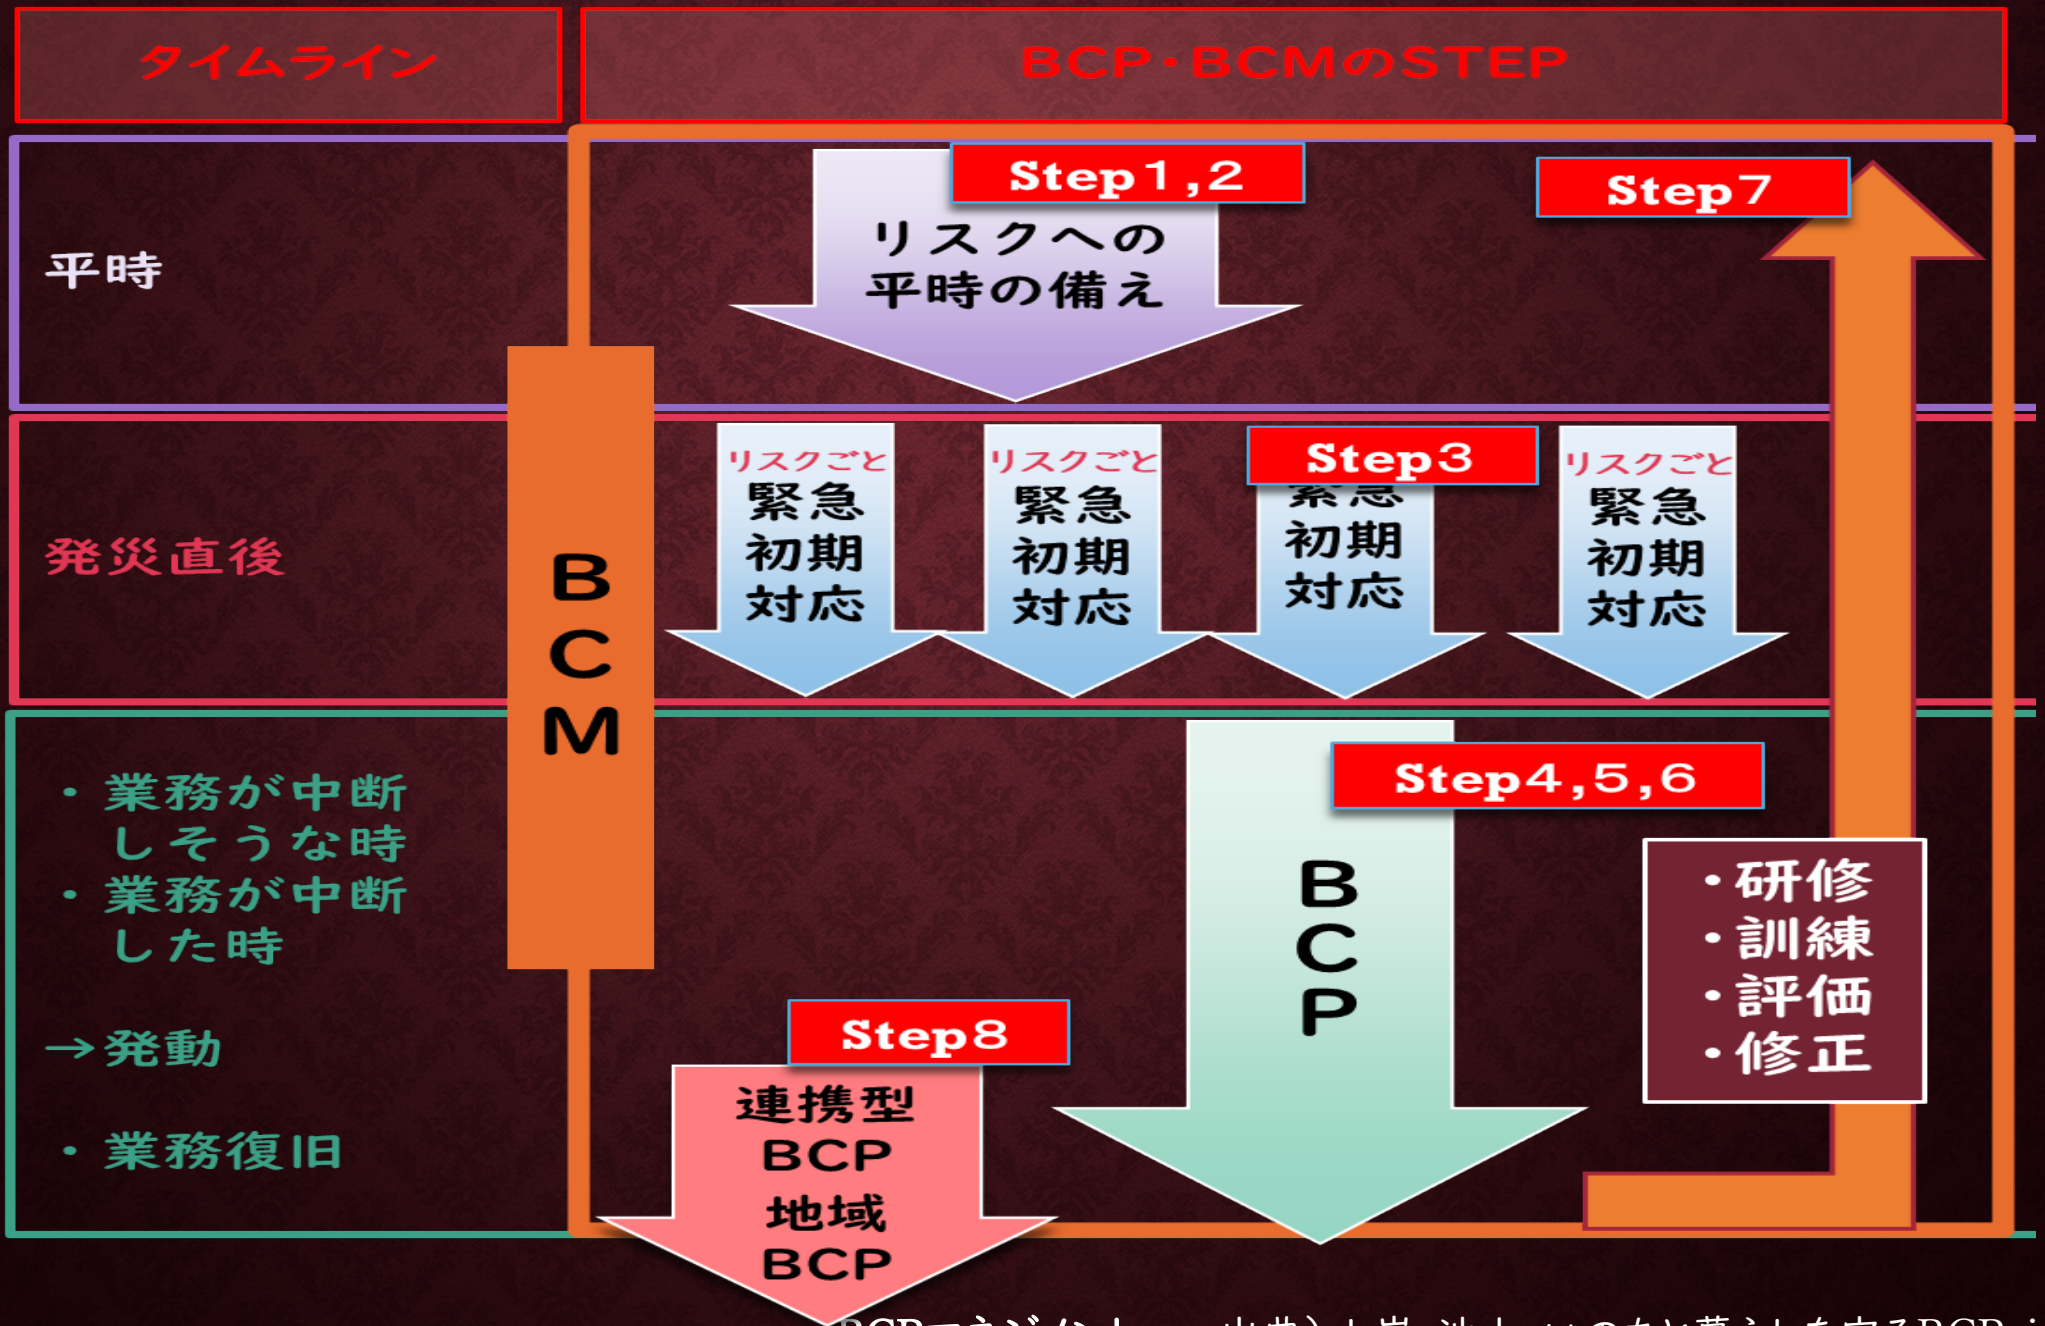 タイムライン
BCP・BCMのSTEP
平時
Step1,2
リスクへの
平時の備え
Step7
発災直後
BCM
リスクごと
緊急
初期
対応
リスクごと
緊急
初期
対応
Step3
緊急
初期
対応
リスクごと
緊急
初期
対応
・業務が中断
しそうな時
・業務が中断
した時
→発動
・業務復旧
Step4,5,6
BCP
・研修
・訓練
・評価
・修正
Step8
連携型
BCP
地域
BCP